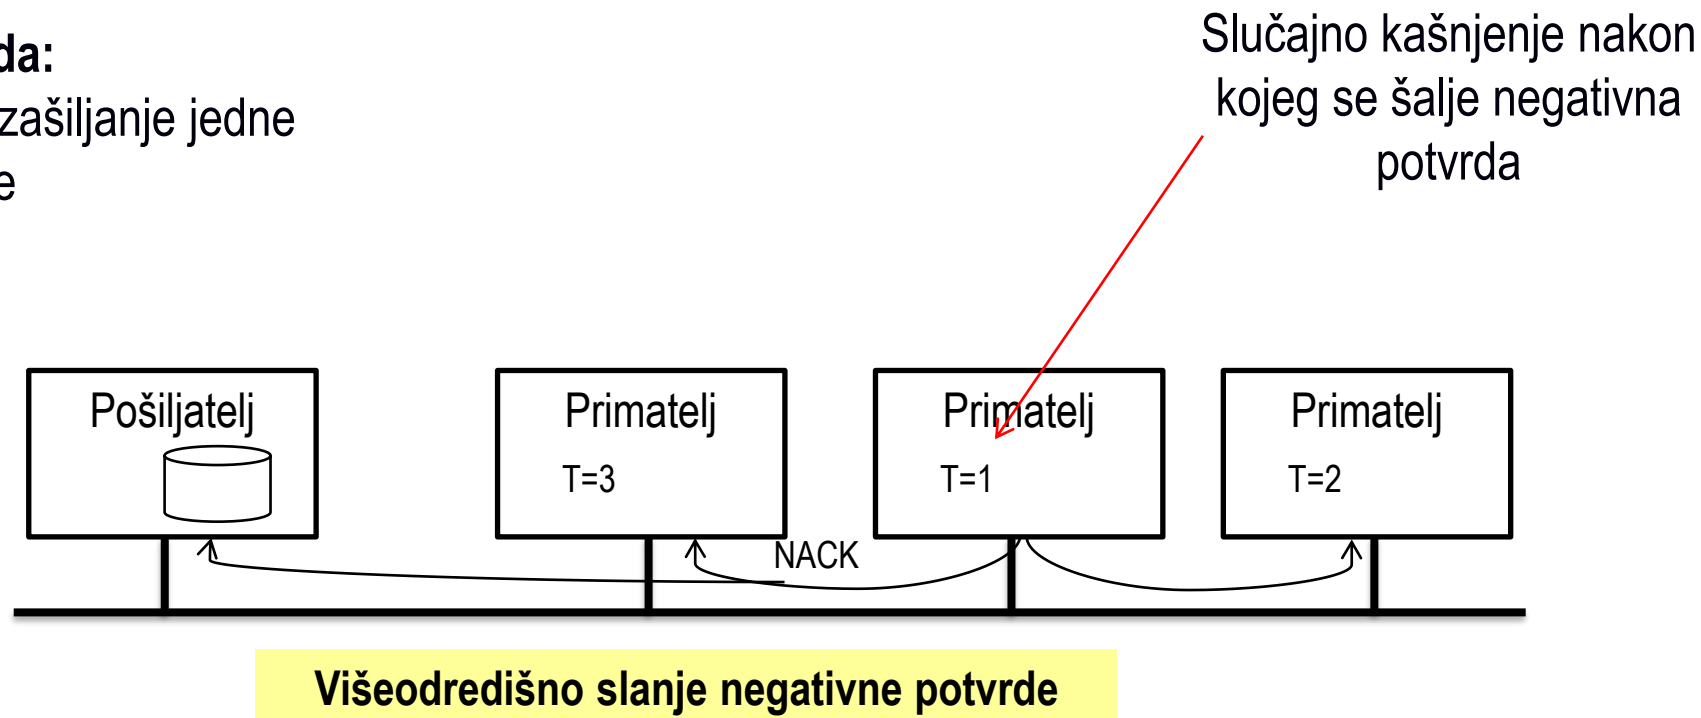 da:
zašiljanje jedne
e
Slučajno kašnjenje nakon
kojeg se šalje negativna
potvrda
Pošiljatelj
Primatelj
T=3
Primatelj
T=1
Primatelj
T=2
NACK
Višeodredišno slanje negativne potvrde